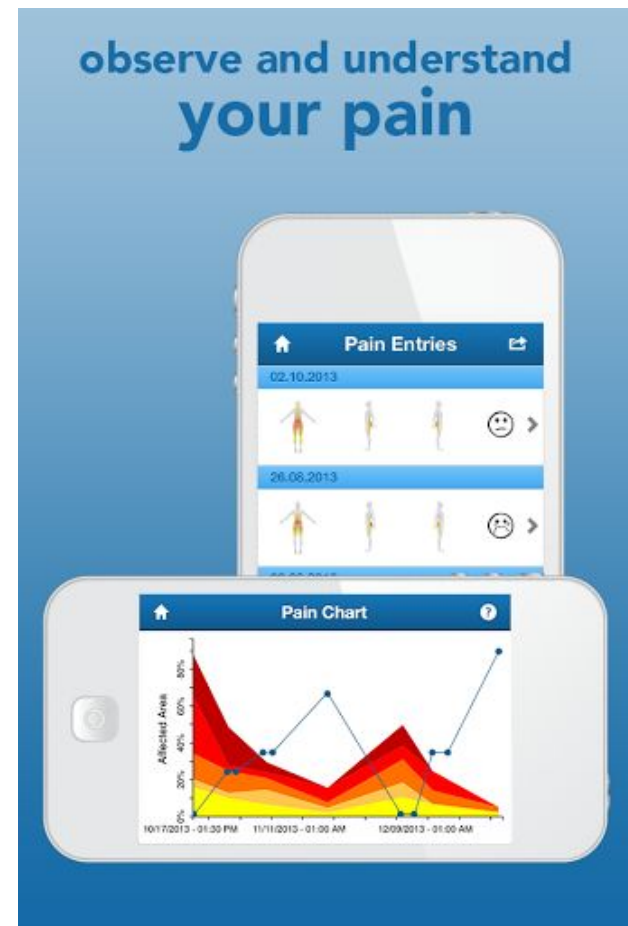 observe and understand
your pain
Pain Entries
02.10.2013
26.08.2013
Pain Chart
?
Affected Area
80%
60%
40%
20%
0%
10/17/2013 - 01:30 PM 11/11/2013 - 01:00 AM 12/09/2013 - 01:00 AM